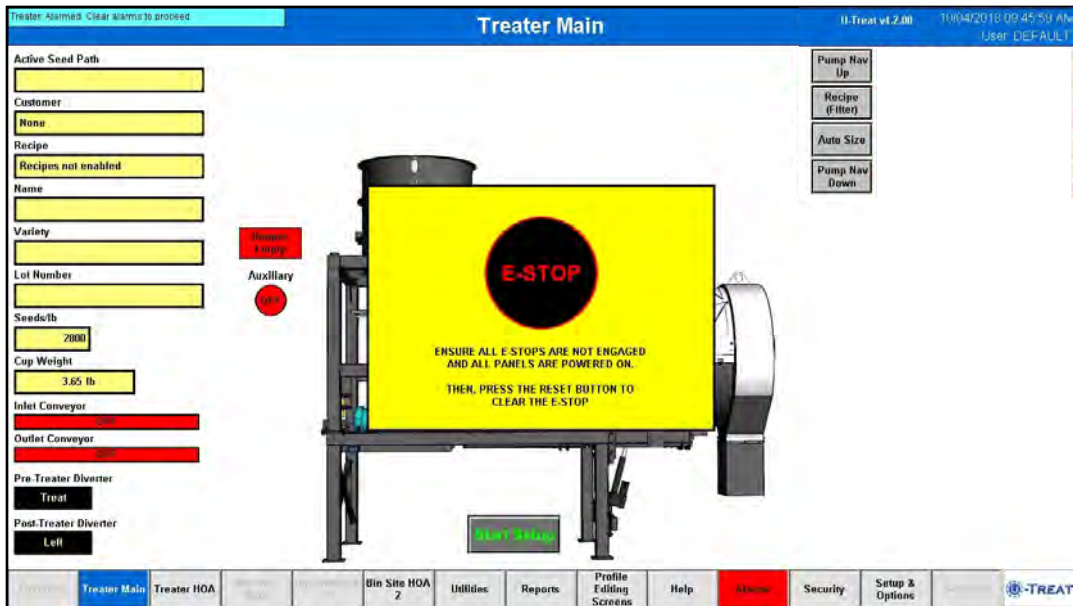 Treater Alarmed. Clear alarms to proceed
Treater Main
U-Treat v4.2.00
10/04/2018 09:45:59 AM
User: DEFAULT
Active Seed Path
Customer
None
Recipe
Recipes not enabled
Name
Variety
Lot Number
Seeds/lb
2800
Cup Weight
3.65 lb
Inlet Conveyor
OFF
Outlet Conveyor
OFF
Pre-Treater Diverter
Treat
Post-Treater Diverter
Left
Empty
Auxiliary
OFF
E-STOP
ENSURE ALL E-STOPS ARE NOT ENGAGED
AND ALL PANELS ARE POWERED ON.
THEN, PRESS THE RESET BUTTON TO
CLEAR THE E-STOP
Start Setup
Pump Nav
Up
Recipe
(Filter)
Auto Size
Pump Nav
Down
Treater Main
Treater HOA
Bin Site HOA
2
Utilities
Reports
Profile
Editing
Screens
Help
Alarms
Security
Setup &
Options
U-TREAT